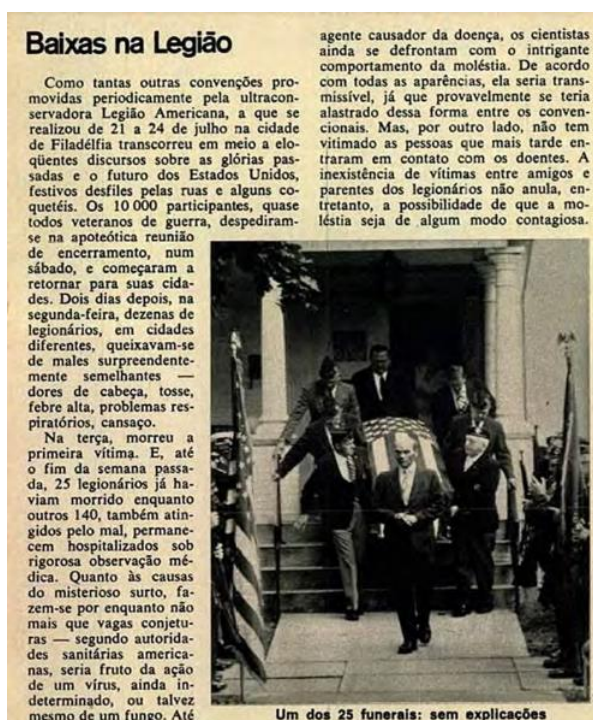 Baixas na Legião
Como tantas outras convenções pro-
movidas periodicamente pela ultracon-
servadora Legião Americana, a que se
realizou de 21 a 24 de julho na cidade
de Filadélfia transcorreu em meio a elo-
qüentes discursos sobre as glórias pas-
sadas e o futuro dos Estados Unidos,
festivos desfiles pelas ruas e alguns co-
quetéis. Os 10 000 participantes, quase
todos veteranos de guerra, despediram-
se na apoteótica reunião
de encerramento, num
sábado, e começaram a
retornar para suas cida-
des. Dois dias depois, na
segunda-feira, dezenas de
legionários, em cidades
diferentes, queixavam-se
de males surpreendente-
mente semelhantes —
dores de cabeça, tosse,
febre alta, problemas res-
piratórios, cansaço.
Na terça, morreu a
primeira vítima. E, até
o fim da semana passa-
da, 25 legionários já ha-
viam morrido enquanto
outros 140, também atin-
gidos pelo mal, permane-
cem hospitalizados sob
rigorosa observação mé-
dica. Quanto às causas
do misterioso surto, fa-
zem-se por enquanto não
mais que vagas conjetu-
ras — segundo autorida-
des sanitárias america-
nas, seria fruto da ação
de um vírus, ainda in-
determinado, ou talvez
mesmo de um fungo. Até
agente causador da doença, os cientistas
ainda se defrontam com o intrigante
comportamento da moléstia. De acordo
com todas as aparências, ela seria trans-
missível, já que provavelmente se teria
alastrado dessa forma entre os conven-
cionais. Mas, por outro lado, não tem
vitimado as pessoas que mais tarde en-
traram em contato com os doentes. A
inexistência de vítimas entre amigos e
parentes dos legionários não anula, en-
tretanto, a possibilidade de que a mo-
léstia seja de algum modo contagiosa.
Um dos 25 funerais: sem explicações